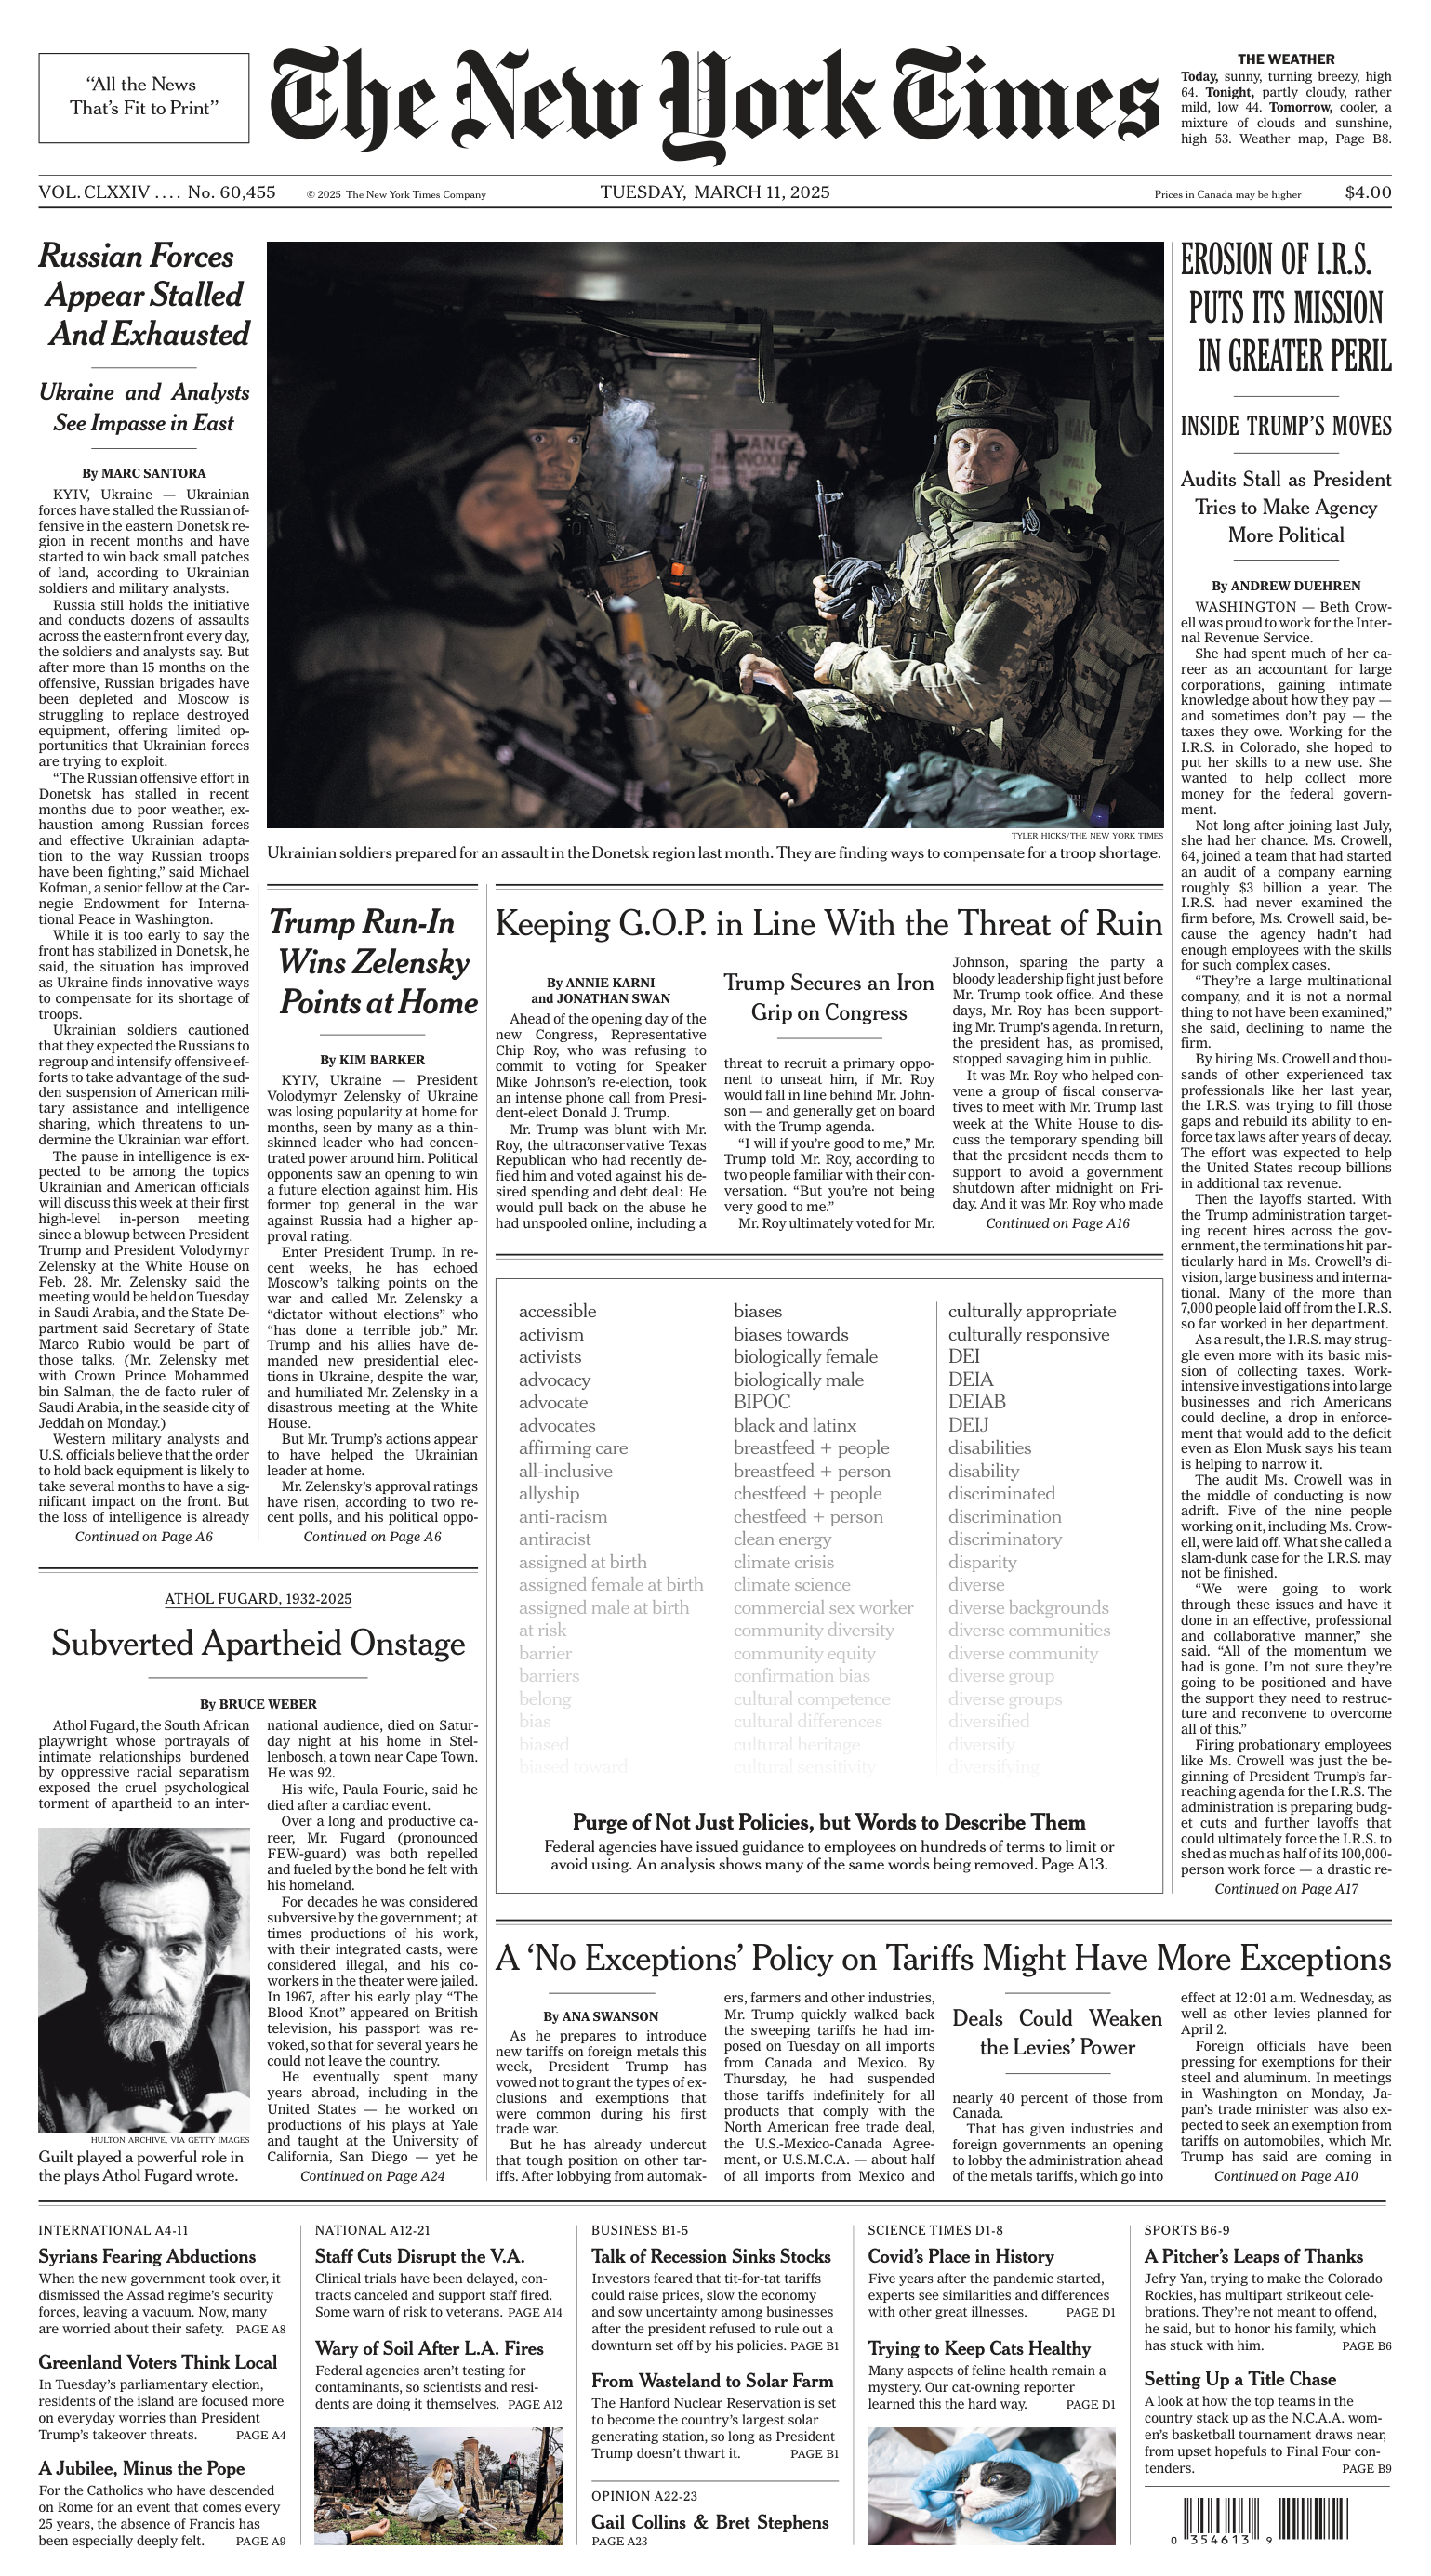 “All the News
That’s Fit to Print”
The New York Times
THE WEATHER
Today, sunny, turning breezy, high
64. Tonight, partly cloudy, rather
mild, low 44. Tomorrow, cooler, a
mixture of clouds and sunshine,
high 53. Weather map, Page B8.
VOL. CLXXIV .... No. 60,455
© 2025 The New York Times Company
TUESDAY, MARCH 11, 2025
Prices in Canada may be higher
$4.00
Russian Forces
Appear Stalled
And Exhausted
Ukraine and Analysts
See Impasse in East
By MARC SANTORA
KYIV, Ukraine — Ukrainian
forces have stalled the Russian of-
fensive in the eastern Donetsk re-
gion in recent months and have
started to win back small patches
of land, according to Ukrainian
soldiers and military analysts.
Russia still holds the initiative
and conducts dozens of assaults
across the eastern front every day,
the soldiers and analysts say. But
after more than 15 months on the
offensive, Russian brigades have
been depleted and Moscow is
struggling to replace destroyed
equipment, offering limited op-
portunities that Ukrainian forces
are trying to exploit.
“The Russian offensive effort in
Donetsk has stalled in recent
months due to poor weather, ex-
haustion among Russian forces
and effective Ukrainian adapta-
tion to the way Russian troops
have been fighting,” said Michael
Kofman, a senior fellow at the Car-
negie Endowment for Interna-
tional Peace in Washington.
While it is too early to say the
front has stabilized in Donetsk, he
said, the situation has improved
as Ukraine finds innovative ways
to compensate for its shortage of
troops.
Ukrainian soldiers cautioned
that they expected the Russians to
regroup and intensify offensive ef-
forts to take advantage of the sud-
den suspension of American mili-
tary assistance and intelligence
sharing, which threatens to un-
dermine the Ukrainian war effort.
The pause in intelligence is ex-
pected to be among the topics
Ukrainian and American officials
will discuss this week at their first
high-level in-person meeting
since a blowup between President
Trump and President Volodymyr
Zelensky at the White House on
Feb. 28. Mr. Zelensky said the
meeting would be held on Tuesday
in Saudi Arabia, and the State De-
partment said Secretary of State
Marco Rubio would be part of
those talks. (Mr. Zelensky met
with Crown Prince Mohammed
bin Salman, the de facto ruler of
Saudi Arabia, in the seaside city of
Jeddah on Monday.)
Western military analysts and
U.S. officials believe that the order
to hold back equipment is likely to
take several months to have a sig-
nificant impact on the front. But
the loss of intelligence is already
Continued on Page A6
TYLER HICKS/THE NEW YORK TIMES
Ukrainian soldiers prepared for an assault in the Donetsk region last month. They are finding ways to compensate for a troop shortage.
Trump Run-In
Wins Zelensky
Points at Home
By KIM BARKER
KYIV, Ukraine — President
Volodymyr Zelensky of Ukraine
was losing popularity at home for
months, seen by many as a thin-
skinned leader who had concen-
trated power around him. Political
opponents saw an opening to win
a future election against him. His
former top general in the war
against Russia had a higher ap-
proval rating.
Enter President Trump. In re-
cent weeks, he has echoed
Moscow’s talking points on the
war and called Mr. Zelensky a
“dictator without elections” who
“has done a terrible job.” Mr.
Trump and his allies have de-
manded new presidential elec-
tions in Ukraine, despite the war,
and humiliated Mr. Zelensky in a
disastrous meeting at the White
House.
But Mr. Trump’s actions appear
to have helped the Ukrainian
leader at home.
Mr. Zelensky’s approval ratings
have risen, according to two re-
cent polls, and his political oppo-
Continued on Page A6
Keeping G.O.P. in Line With the Threat of Ruin
By ANNIE KARNI
and JONATHAN SWAN
Ahead of the opening day of the
new Congress, Representative
Chip Roy, who was refusing to
commit to voting for Speaker
Mike Johnson’s re-election, took
an intense phone call from Presi-
dent-elect Donald J. Trump.
Mr. Trump was blunt with Mr.
Roy, the ultraconservative Texas
Republican who had recently de-
fied him and voted against his de-
sired spending and debt deal: He
would pull back on the abuse he
had unspooled online, including a
Trump Secures an Iron
Grip on Congress
threat to recruit a primary oppo-
nent to unseat him, if Mr. Roy
would fall in line behind Mr. John-
son — and generally get on board
with the Trump agenda.
“I will if you’re good to me,” Mr.
Trump told Mr. Roy, according to
two people familiar with their con-
versation. “But you’re not being
very good to me.”
Mr. Roy ultimately voted for Mr.
Johnson, sparing the party a
bloody leadership fight just before
Mr. Trump took office. And these
days, Mr. Roy has been support-
ing Mr. Trump’s agenda. In return,
the president has, as promised,
stopped savaging him in public.
It was Mr. Roy who helped con-
vene a group of fiscal conserva-
tives to meet with Mr. Trump last
week at the White House to dis-
cuss the temporary spending bill
that the president needs them to
support to avoid a government
shutdown after midnight on Fri-
day. And it was Mr. Roy who made
Continued on Page A16
accessible
activism
activists
advocacy
advocate
advocates
affirming care
all-inclusive
allyship
anti-racism
antiracist
assigned at birth
assigned female at birth
assigned male at birth
at risk
barrier
barriers
belong
bias
biased
biased toward
biases
biases towards
biologically female
biologically male
BIPOC
black and latinx
breastfeed + people
breastfeed + person
chestfeed + people
chestfeed + person
clean energy
climate crisis
climate science
commercial sex worker
community diversity
community equity
confirmation bias
cultural competence
cultural differences
cultural heritage
cultural sensitivity
culturally appropriate
culturally responsive
DEI
DEIA
DEIAB
DEIJ
disabilities
disability
discriminated
discrimination
discriminatory
disparity
diverse
diverse backgrounds
diverse communities
diverse community
diverse group
diverse groups
diversified
diversify
diversifying
Purge of Not Just Policies, but Words to Describe Them
Federal agencies have issued guidance to employees on hundreds of terms to limit or
avoid using. An analysis shows many of the same words being removed. Page A13.
EROSION OF I.R.S.
PUTS ITS MISSION
IN GREATER PERIL
INSIDE TRUMP’S MOVES
Audits Stall as President
Tries to Make Agency
More Political
By ANDREW DUEHREN
WASHINGTON — Beth Crow-
ell was proud to work for the Inter-
nal Revenue Service.
She had spent much of her ca-
reer as an accountant for large
corporations, gaining intimate
knowledge about how they pay —
and sometimes don’t pay — the
taxes they owe. Working for the
I.R.S. in Colorado, she hoped to
put her skills to a new use. She
wanted to help collect more
money for the federal govern-
ment.
Not long after joining last July,
she had her chance. Ms. Crowell,
64, joined a team that had started
an audit of a company earning
roughly $3 billion a year. The
I.R.S. had never examined the
firm before, Ms. Crowell said, be-
cause the agency hadn’t had
enough employees with the skills
for such complex cases.
“They’re a large multinational
company, and it is not a normal
thing to not have been examined,”
she said, declining to name the
firm.
By hiring Ms. Crowell and thou-
sands of other experienced tax
professionals like her last year,
the I.R.S. was trying to fill those
gaps and rebuild its ability to en-
force tax laws after years of decay.
The effort was expected to help
the United States recoup billions
in additional tax revenue.
Then the layoffs started. With
the Trump administration target-
ing recent hires across the gov-
ernment, the terminations hit par-
ticularly hard in Ms. Crowell’s di-
vision, large business and interna-
tional. Many of the more than
7,000 people laid off from the I.R.S.
so far worked in her department.
As a result, the I.R.S. may strug-
gle even more with its basic mis-
sion of collecting taxes. Work-
intensive investigations into large
businesses and rich Americans
could decline, a drop in enforce-
ment that would add to the deficit
even as Elon Musk says his team
is helping to narrow it.
The audit Ms. Crowell was in
the middle of conducting is now
adrift. Five of the nine people
working on it, including Ms. Crow-
ell, were laid off. What she called a
slam-dunk case for the I.R.S. may
not be finished.
“We were going to work
through these issues and have it
done in an effective, professional
and collaborative manner,” she
said. “All of the momentum we
had is gone. I’m not sure they’re
going to be positioned and have
the support they need to restruc-
ture and reconvene to overcome
all of this.”
Firing probationary employees
like Ms. Crowell was just the be-
ginning of President Trump’s far-
reaching agenda for the I.R.S. The
administration is preparing budg-
et cuts and further layoffs that
could ultimately force the I.R.S. to
shed as much as half of its 100,000-
person work force — a drastic re-
Continued on Page A17
ATHOL FUGARD, 1932-2025
Subverted Apartheid Onstage
By BRUCE WEBER
Athol Fugard, the South African
playwright whose portrayals of
intimate relationships burdened
by oppressive racial separatism
exposed the cruel psychological
torment of apartheid to an inter-
HULTON ARCHIVE, VIA GETTY IMAGES
Guilt played a powerful role in
the plays Athol Fugard wrote.
national audience, died on Satur-
day night at his home in Stel-
lenbosch, a town near Cape Town.
He was 92.
His wife, Paula Fourie, said he
died after a cardiac event.
Over a long and productive ca-
reer, Mr. Fugard (pronounced
FEW-guard) was both repelled
and fueled by the bond he felt with
his homeland.
For decades he was considered
subversive by the government; at
times productions of his work,
with their integrated casts, were
considered illegal, and his co-
workers in the theater were jailed.
In 1967, after his early play “The
Blood Knot” appeared on British
television, his passport was re-
voked, so that for several years he
could not leave the country.
He eventually spent many
years abroad, including in the
United States — he worked on
productions of his plays at Yale
and taught at the University of
California, San Diego — yet he
Continued on Page A24
A ‘No Exceptions’ Policy on Tariffs Might Have More Exceptions
By ANA SWANSON
As he prepares to introduce
new tariffs on foreign metals this
week, President Trump has
vowed not to grant the types of ex-
clusions and exemptions that
were common during his first
trade war.
But he has already undercut
that tough position on other tar-
iffs. After lobbying from automak-
ers, farmers and other industries,
Mr. Trump quickly walked back
the sweeping tariffs he had im-
posed on Tuesday on all imports
from Canada and Mexico. By
Thursday, he had suspended
those tariffs indefinitely for all
products that comply with the
North American free trade deal,
the U.S.-Mexico-Canada Agree-
ment, or U.S.M.C.A. — about half
of all imports from Mexico and
Deals Could Weaken
the Levies’ Power
nearly 40 percent of those from
Canada.
That has given industries and
foreign governments an opening
to lobby the administration ahead
of the metals tariffs, which go into
effect at 12:01 a.m. Wednesday, as
well as other levies planned for
April 2.
Foreign officials have been
pressing for exemptions for their
steel and aluminum. In meetings
in Washington on Monday, Ja-
pan’s trade minister was also ex-
pected to seek an exemption from
tariffs on automobiles, which Mr.
Trump has said are coming in
Continued on Page A10
INTERNATIONAL A4-11
Syrians Fearing Abductions
When the new government took over, it
dismissed the Assad regime’s security
forces, leaving a vacuum. Now, many
are worried about their safety. PAGE A8
Greenland Voters Think Local
In Tuesday’s parliamentary election,
residents of the island are focused more
on everyday worries than President
Trump’s takeover threats. PAGE A4
A Jubilee, Minus the Pope
For the Catholics who have descended
on Rome for an event that comes every
25 years, the absence of Francis has
been especially deeply felt. PAGE A9
NATIONAL A12-21
Staff Cuts Disrupt the V.A.
Clinical trials have been delayed, con-
tracts canceled and support staff fired.
Some warn of risk to veterans. PAGE A14
Wary of Soil After L.A. Fires
Federal agencies aren’t testing for
contaminants, so scientists and resi-
dents are doing it themselves. PAGE A12
BUSINESS B1-5
Talk of Recession Sinks Stocks
Investors feared that tit-for-tat tariffs
could raise prices, slow the economy
and sow uncertainty among businesses
after the president refused to rule out a
downturn set off by his policies. PAGE B1
From Wasteland to Solar Farm
The Hanford Nuclear Reservation is set
to become the country’s largest solar
generating station, so long as President
Trump doesn’t thwart it. PAGE B1
OPINION A22-23
Gail Collins & Bret Stephens
PAGE A23
SCIENCE TIMES D1-8
Covid’s Place in History
Five years after the pandemic started,
experts see similarities and differences
with other great illnesses. PAGE D1
Trying to Keep Cats Healthy
Many aspects of feline health remain a
mystery. Our cat-owning reporter
learned this the hard way. PAGE D1
SPORTS B6-9
A Pitcher’s Leaps of Thanks
Jefry Yan, trying to make the Colorado
Rockies, has multipart strikeout cele-
brations. They’re not meant to offend,
he said, but to honor his family, which
has stuck with him. PAGE B6
Setting Up a Title Chase
A look at how the top teams in the
country stack up as the N.C.A.A. wom-
en’s basketball tournament draws near,
from upset hopefuls to Final Four con-
tenders. PAGE B9
0 354613 9